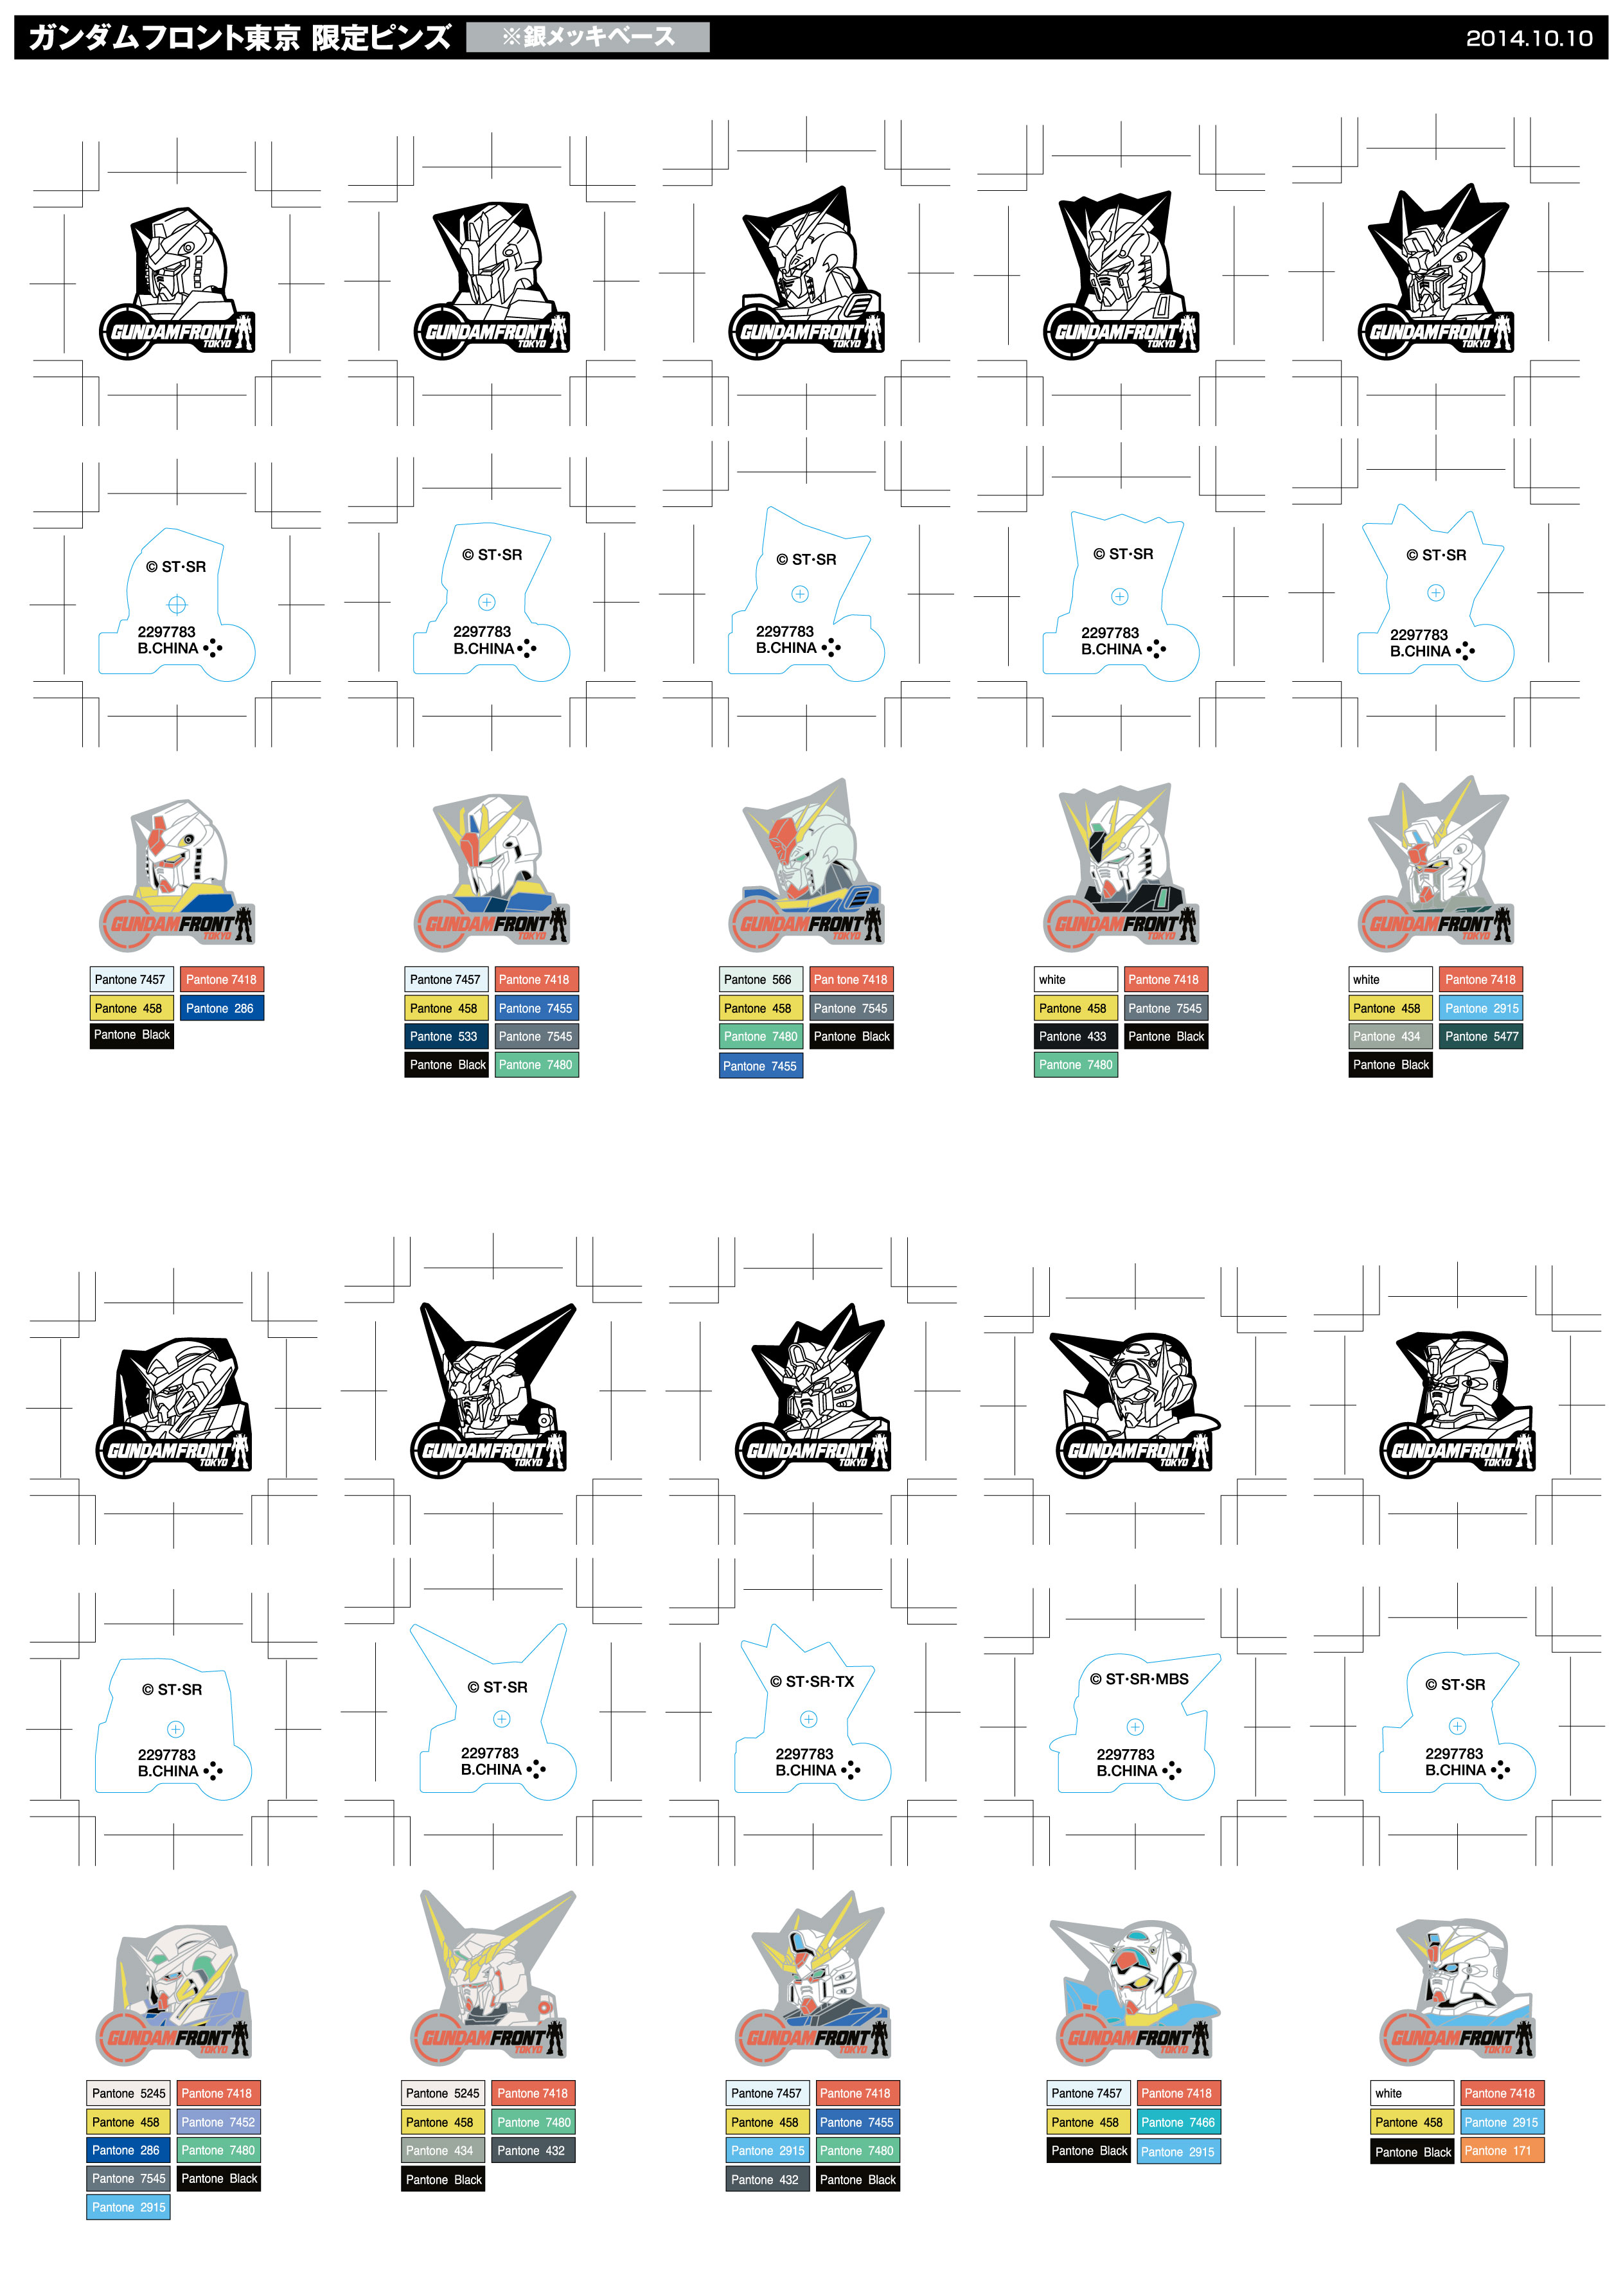 ガンダムフロント東京 限定ピンズ ※銀メッキベース 2014.10.10
GUNDAMFRONT TOKYO
GUNDAMFRONT TOKYO
GUNDAMFRONT TOKYO
GUNDAMFRONT TOKYO
GUNDAMFRONT TOKYO
© ST・SR
2297783
B.CHINA
© ST・SR
2297783
B.CHINA
© ST・SR
2297783
B.CHINA
© ST・SR
2297783
B.CHINA
© ST・SR
2297783
B.CHINA
GUNDAMFRONT TOKYO
GUNDAMFRONT TOKYO
GUNDAMFRONT TOKYO
GUNDAMFRONT TOKYO
GUNDAMFRONT TOKYO
Pantone 7457 Pantone 7418
Pantone 458 Pantone 286
Pantone Black
Pantone 7457 Pantone 7418
Pantone 458 Pantone 7455
Pantone 533 Pantone 7545
Pantone Black Pantone 7480
Pantone 566 Pan tone 7418
Pantone 458 Pantone 7545
Pantone 7480 Pantone Black
Pantone 7455
white Pantone 7418
Pantone 458 Pantone 7545
Pantone 433 Pantone Black
Pantone 7480
white Pantone 7418
Pantone 458 Pantone 2915
Pantone 434 Pantone 5477
Pantone Black
GUNDAMFRONT TOKYO
GUNDAMFRONT TOKYO
GUNDAMFRONT TOKYO
GUNDAMFRONT TOKYO
GUNDAMFRONT TOKYO
© ST・SR
2297783
B.CHINA
© ST・SR
2297783
B.CHINA
© ST・SR・TX
2297783
B.CHINA
© ST・SR・MBS
2297783
B.CHINA
© ST・SR
2297783
B.CHINA
GUNDAMFRONT TOKYO
GUNDAMFRONT TOKYO
GUNDAMFRONT TOKYO
GUNDAMFRONT TOKYO
GUNDAMFRONT TOKYO
Pantone 5245 Pantone 7418
Pantone 458 Pantone 7452
Pantone 286 Pantone 7480
Pantone 7545 Pantone Black
Pantone 2915
Pantone 5245 Pantone 7418
Pantone 458 Pantone 7480
Pantone 434 Pantone 432
Pantone Black
Pantone 7457 Pantone 7418
Pantone 458 Pantone 7455
Pantone 2915 Pantone 7480
Pantone 432 Pantone Black
Pantone 7457 Pantone 7418
Pantone 458 Pantone 7466
Pantone Black Pantone 2915
white Pantone 7418
Pantone 458 Pantone 2915
Pantone Black Pantone 171